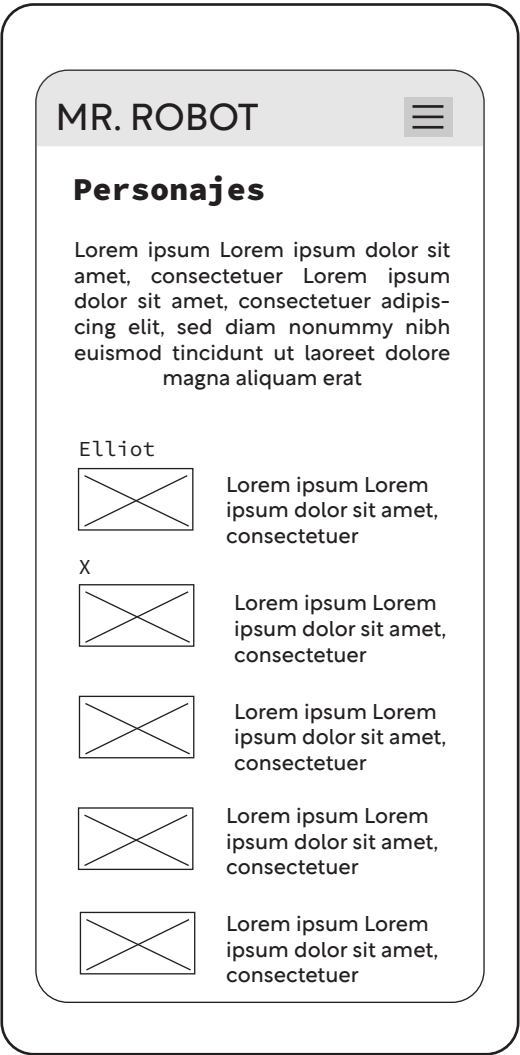 MR. ROBOT
Personajes
Lorem ipsum Lorem ipsum dolor sit
amet, consectetuer Lorem ipsum
dolor sit amet, consectetuer adipis-
cing elit, sed diam nonummy nibh
euismod tincidunt ut laoreet dolore
magna aliquam erat
Elliot
Lorem ipsum Lorem
ipsum dolor sit amet,
consectetuer
X
Lorem ipsum Lorem
ipsum dolor sit amet,
consectetuer
Lorem ipsum Lorem
ipsum dolor sit amet,
consectetuer
Lorem ipsum Lorem
ipsum dolor sit amet,
consectetuer
Lorem ipsum Lorem
ipsum dolor sit amet,
consectetuer